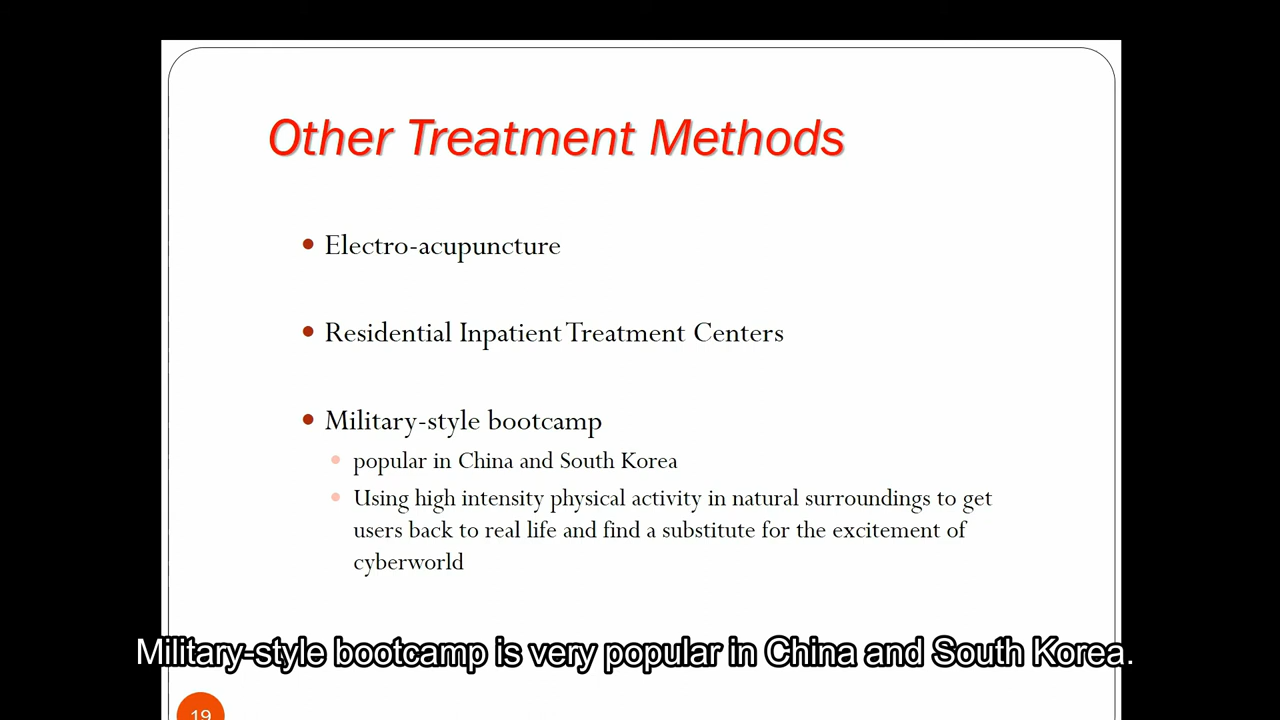 Other Treatment Methods
Electro-acupuncture
Residential Inpatient Treatment Centers
Military-style bootcamp
popular in China and South Korea
Using high intensity physical activity in natural surroundings to get
users back to real life and find a substitute for the excitement of
cyberworld
Military-style bootcamp is very popular in China and South Korea.
19